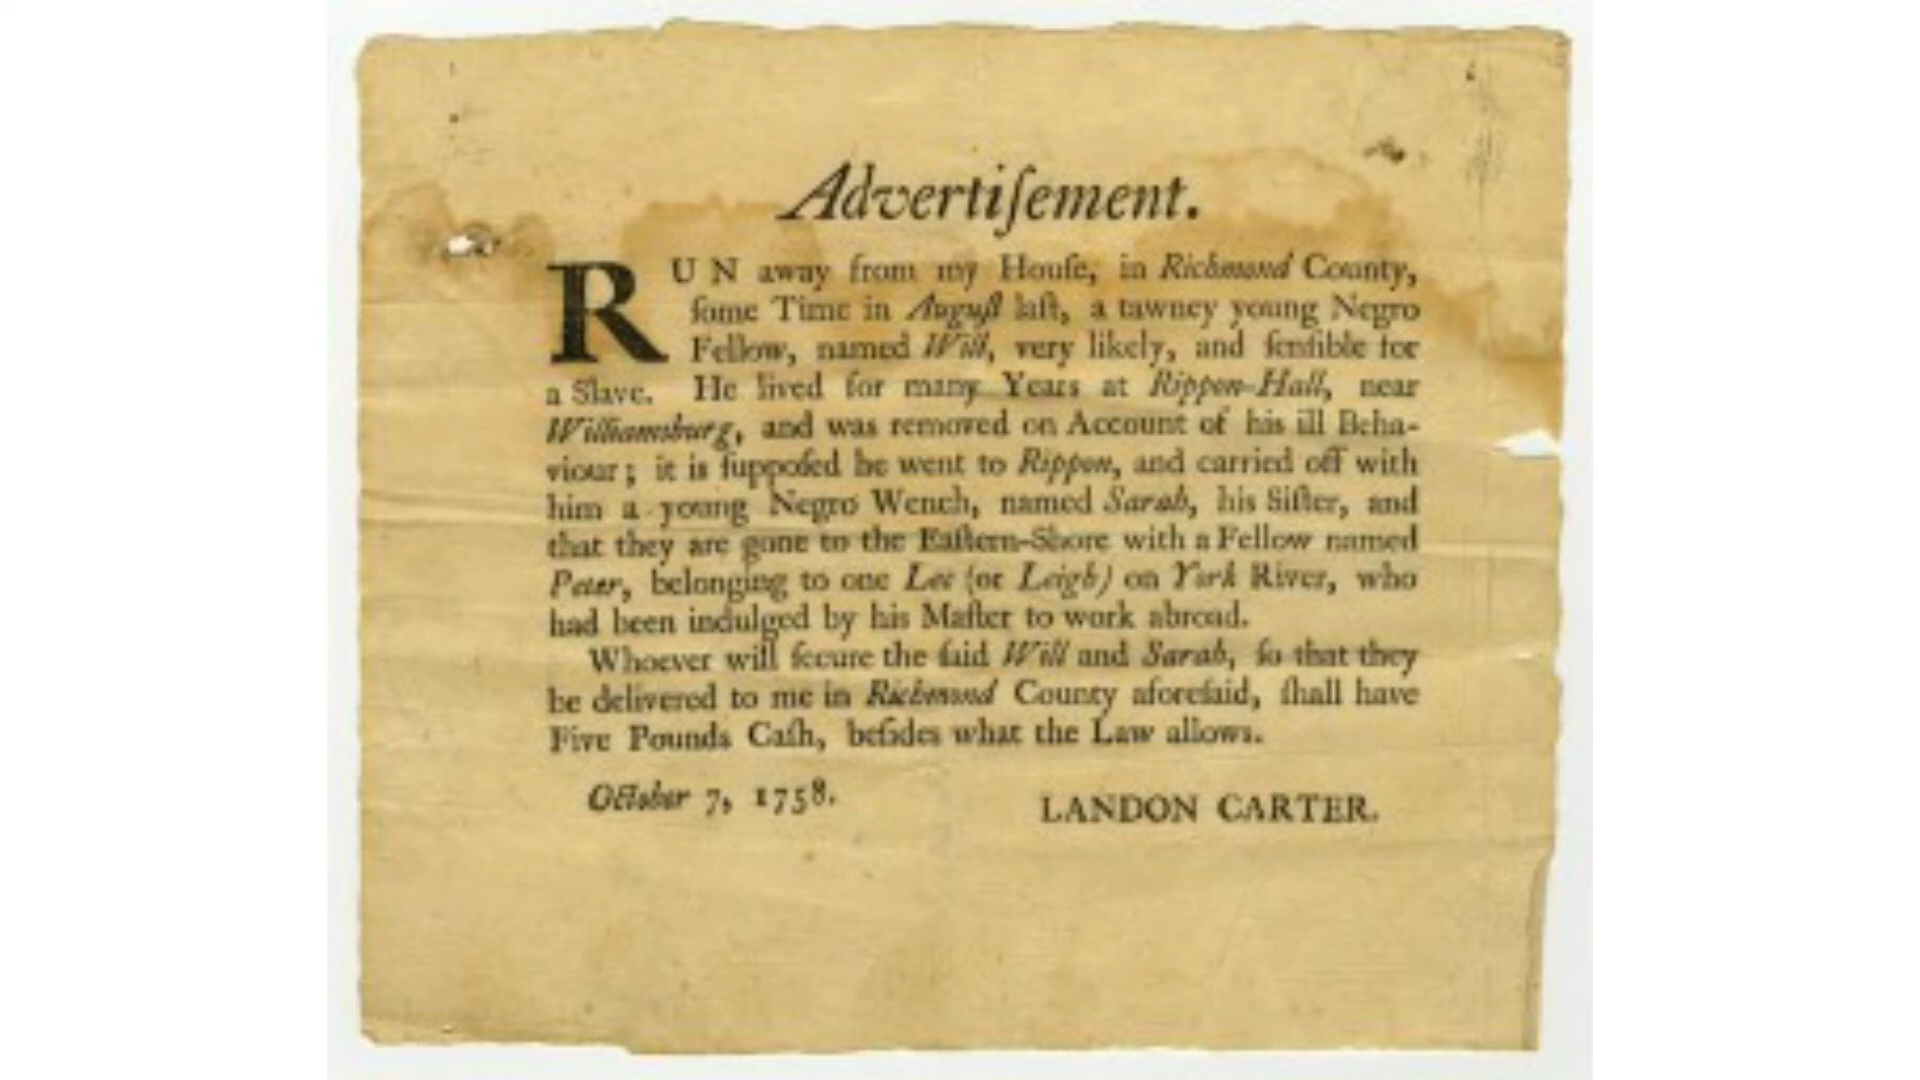 Advertiſement.
RUN away from my Houſe, in Richmond County,
ſome Time in Auguſt laſt, a tawney young Negro
Fellow, named Will, very likely, and ſenſible for
a Slave. He lived for many Years at Rippon-Hall, near
Williamsburg, and was removed on Account of his ill Beha-
viour; it is ſuppoſed he went to Rippon, and carried off with
him a young Negro Wench, named Sarah, his Siſter, and
that they are gone to the Eaſtern-Shore with a Fellow named
Peter, belonging to one Lee (or Leigh) on York River, who
had been indulged by his Maſter to work abroad.
Whoever will ſecure the ſaid Will and Sarah, ſo that they
be delivered to me in Richmond County aforeſaid, ſhall have
Five Pounds Caſh, beſides what the Law allows.
October 7, 1758. LANDON CARTER.